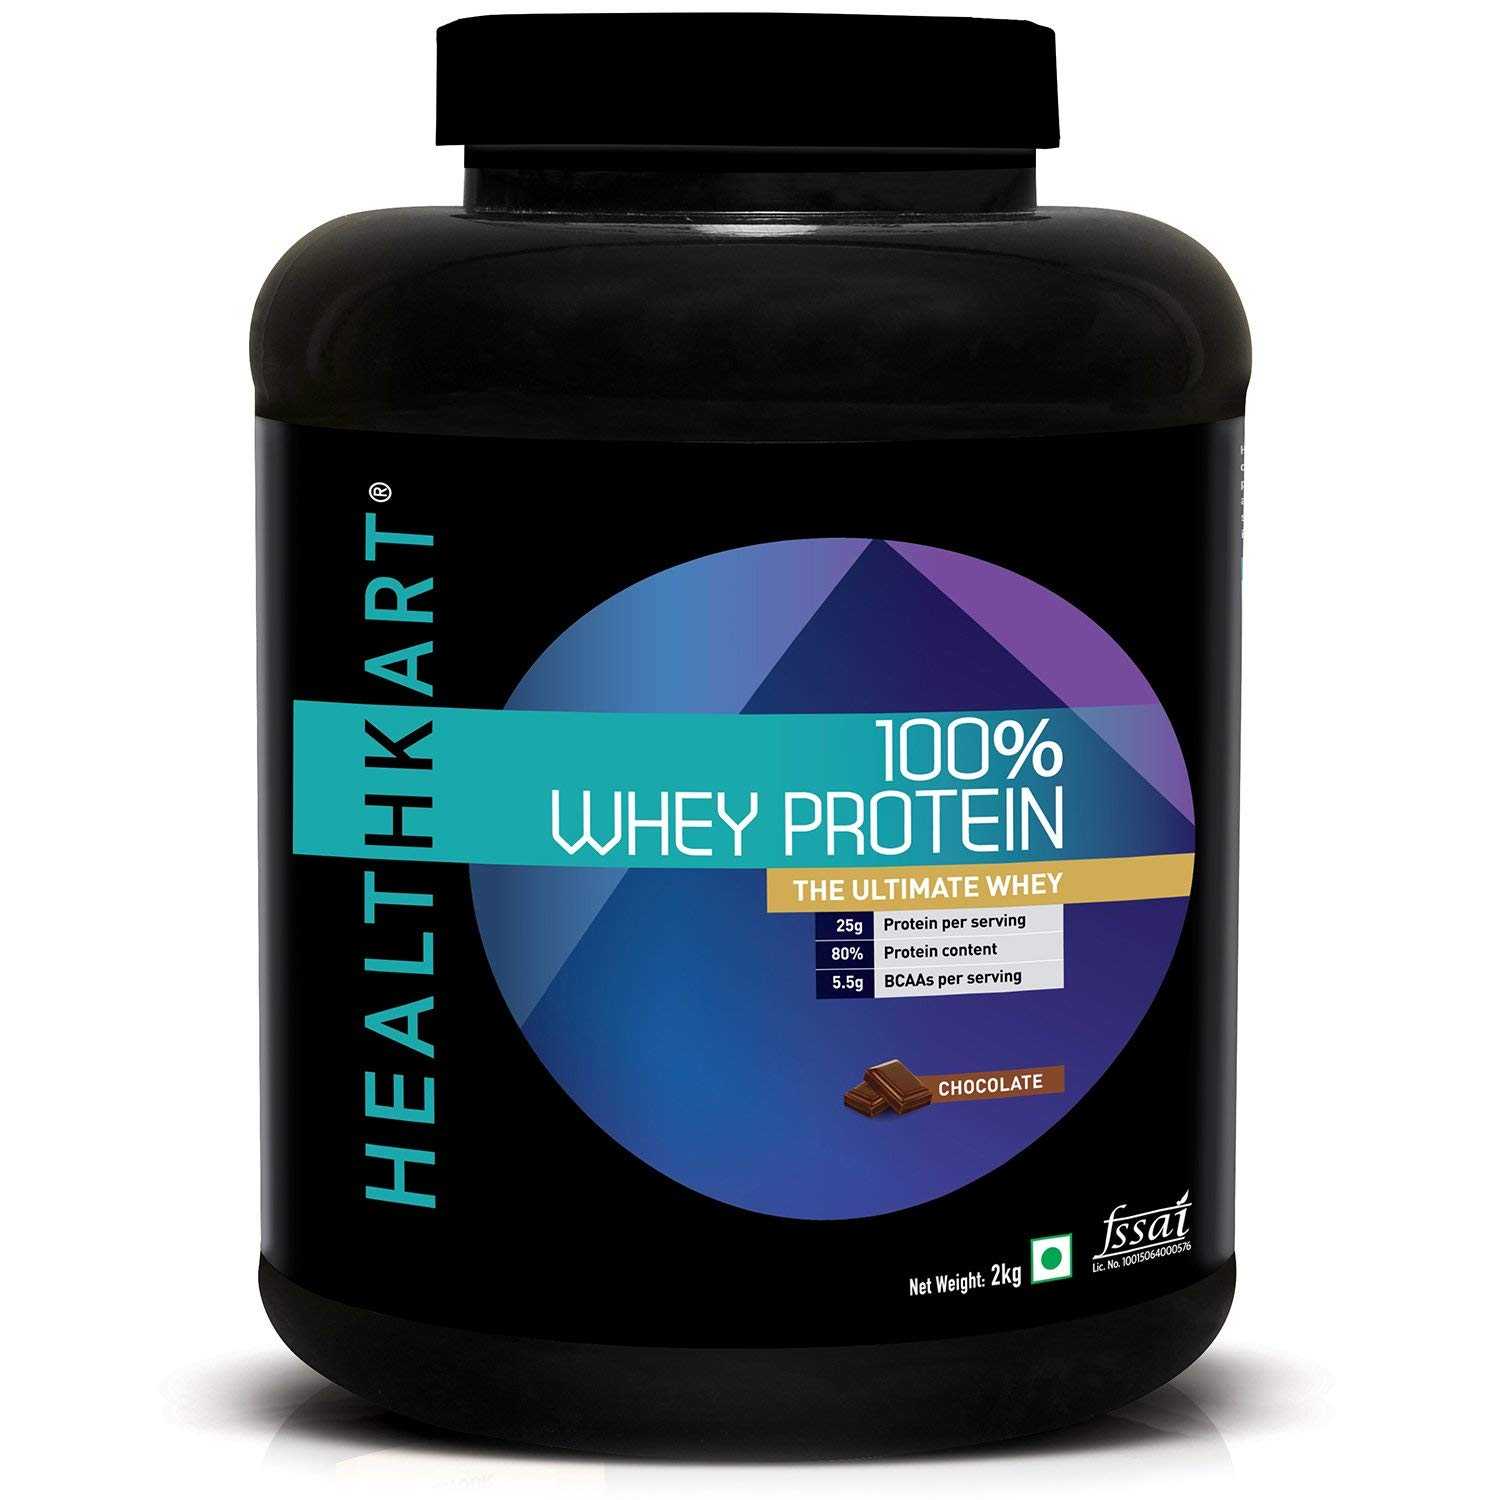 HEALTHKART®
100%
WHEY PROTEIN
THE ULTIMATE WHEY
25g Protein per serving
80% Protein content
5.5g BCAAs per serving
CHOCOLATE
Net Weight: 2kg
fssai
Lic. No. 10015064000576